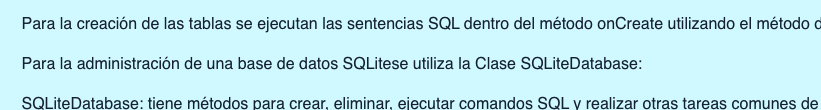 Para la creación de las tablas se ejecutan las sentencias SQL dentro del método onCreate utilizando el método
Para la administración de una base de datos SQLitese utiliza la Clase SQLiteDatabase:
SQLiteDatabase: tiene métodos para crear, eliminar, ejecutar comandos SQL y realizar otras tareas comunes de